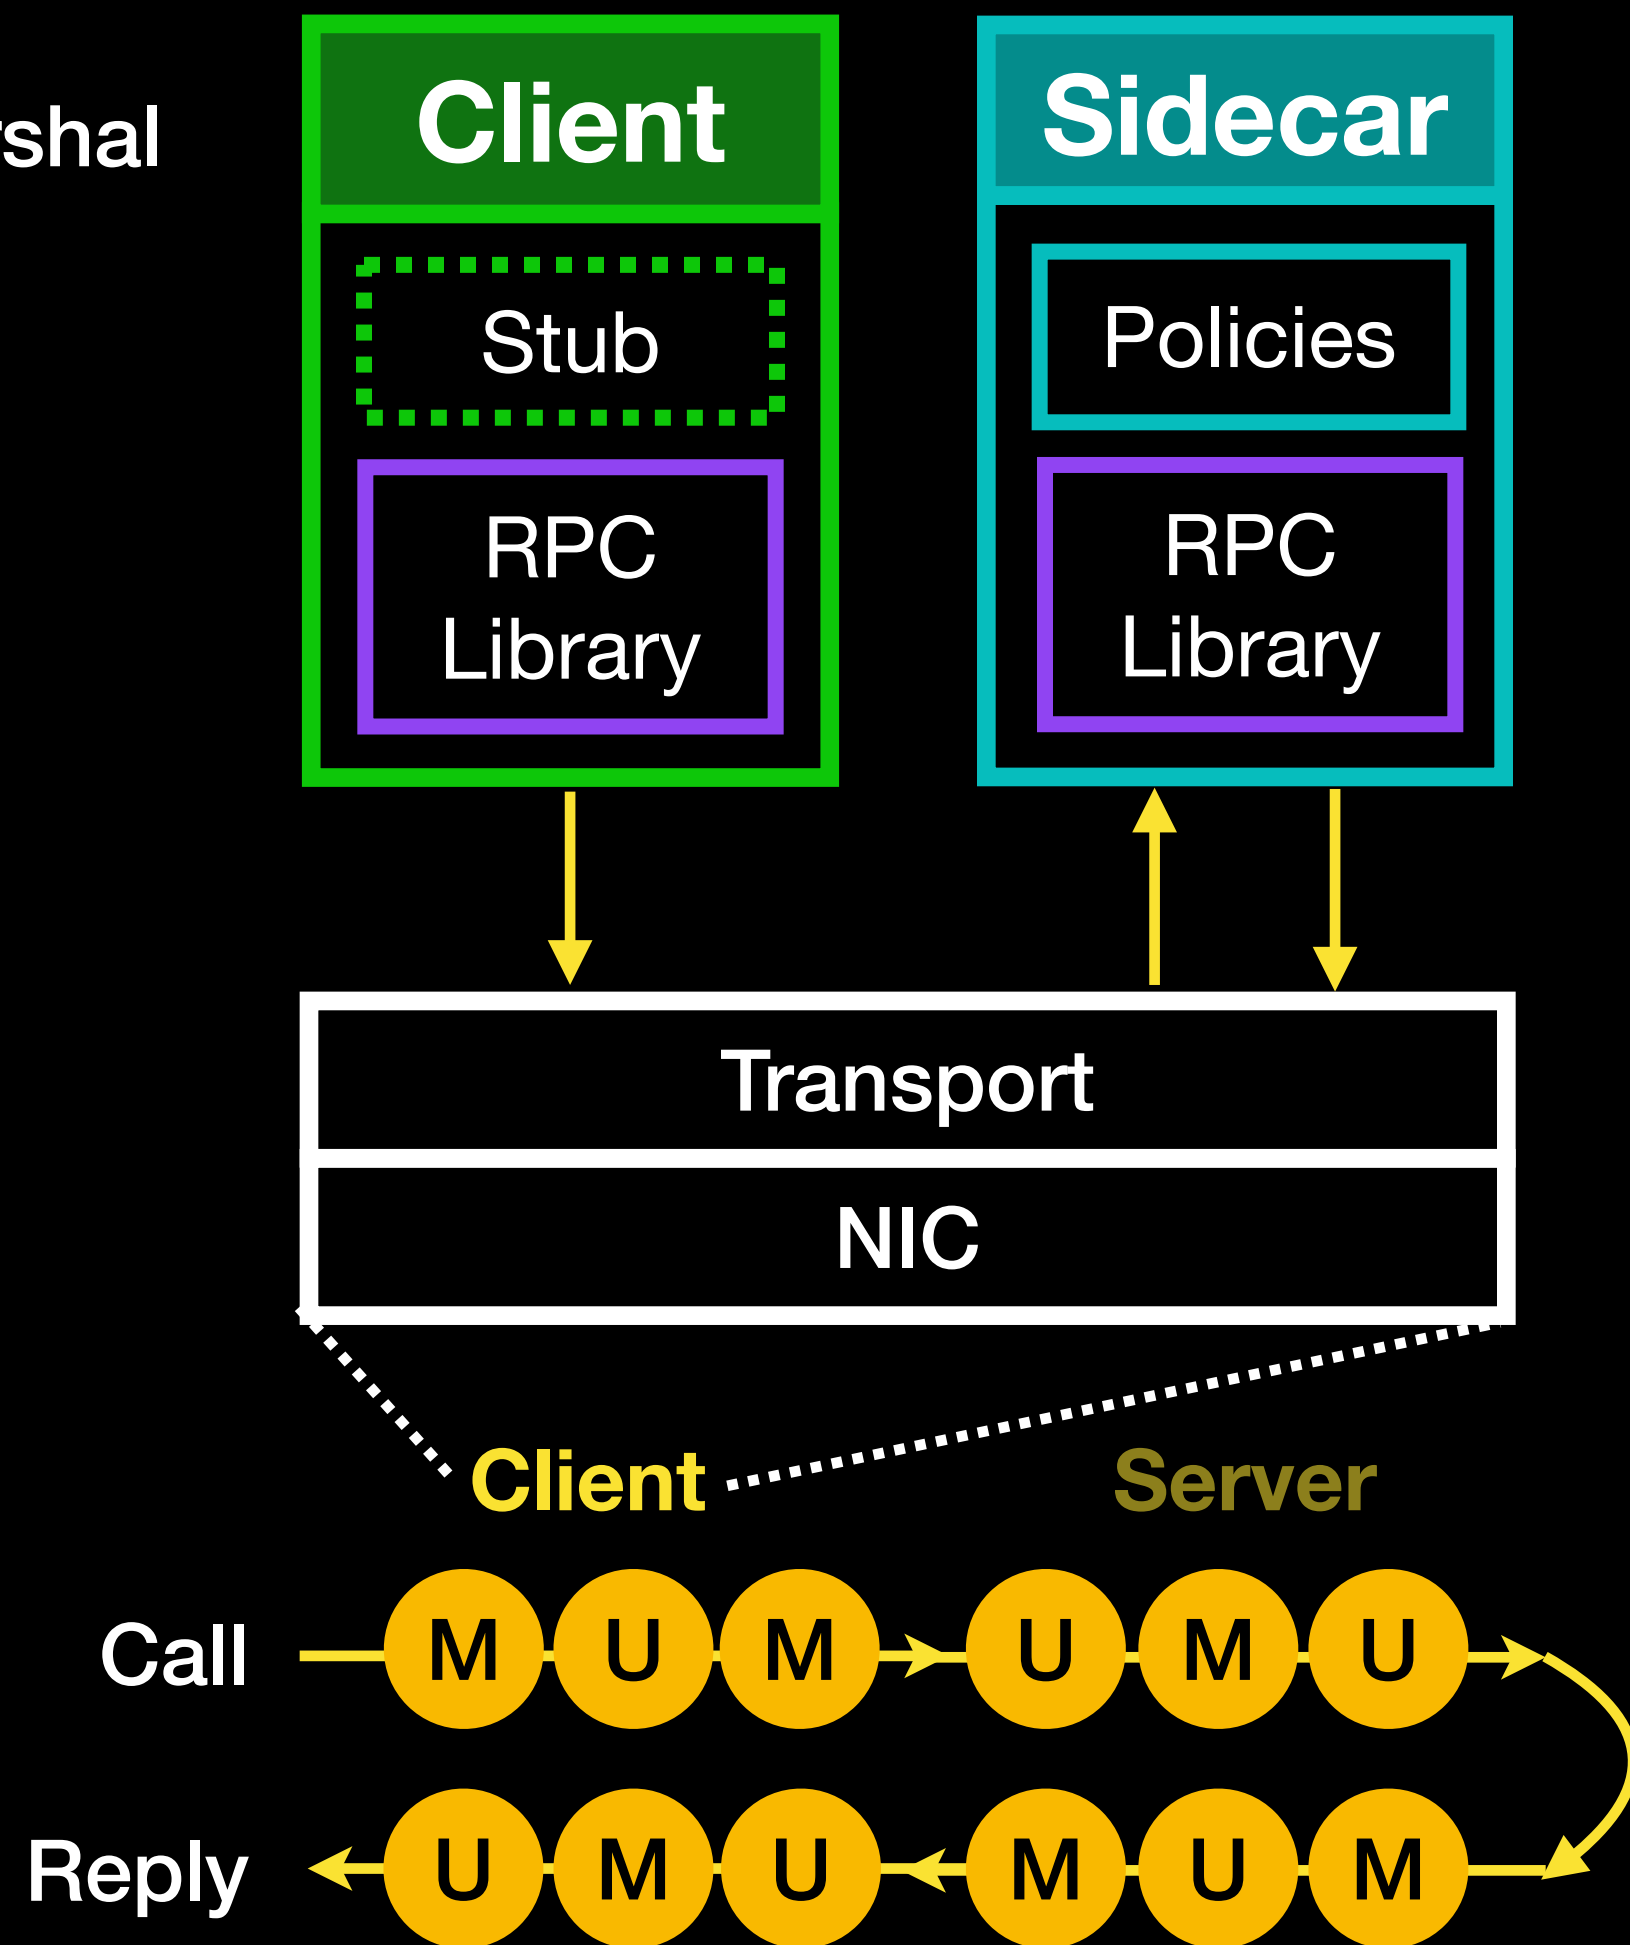 rshal
Client
Sidecar
Stub
Policies
RPC
Library
RPC
Library
Transport
NIC
Client
Server
Call
M U M U M U
Reply
U M U M U M